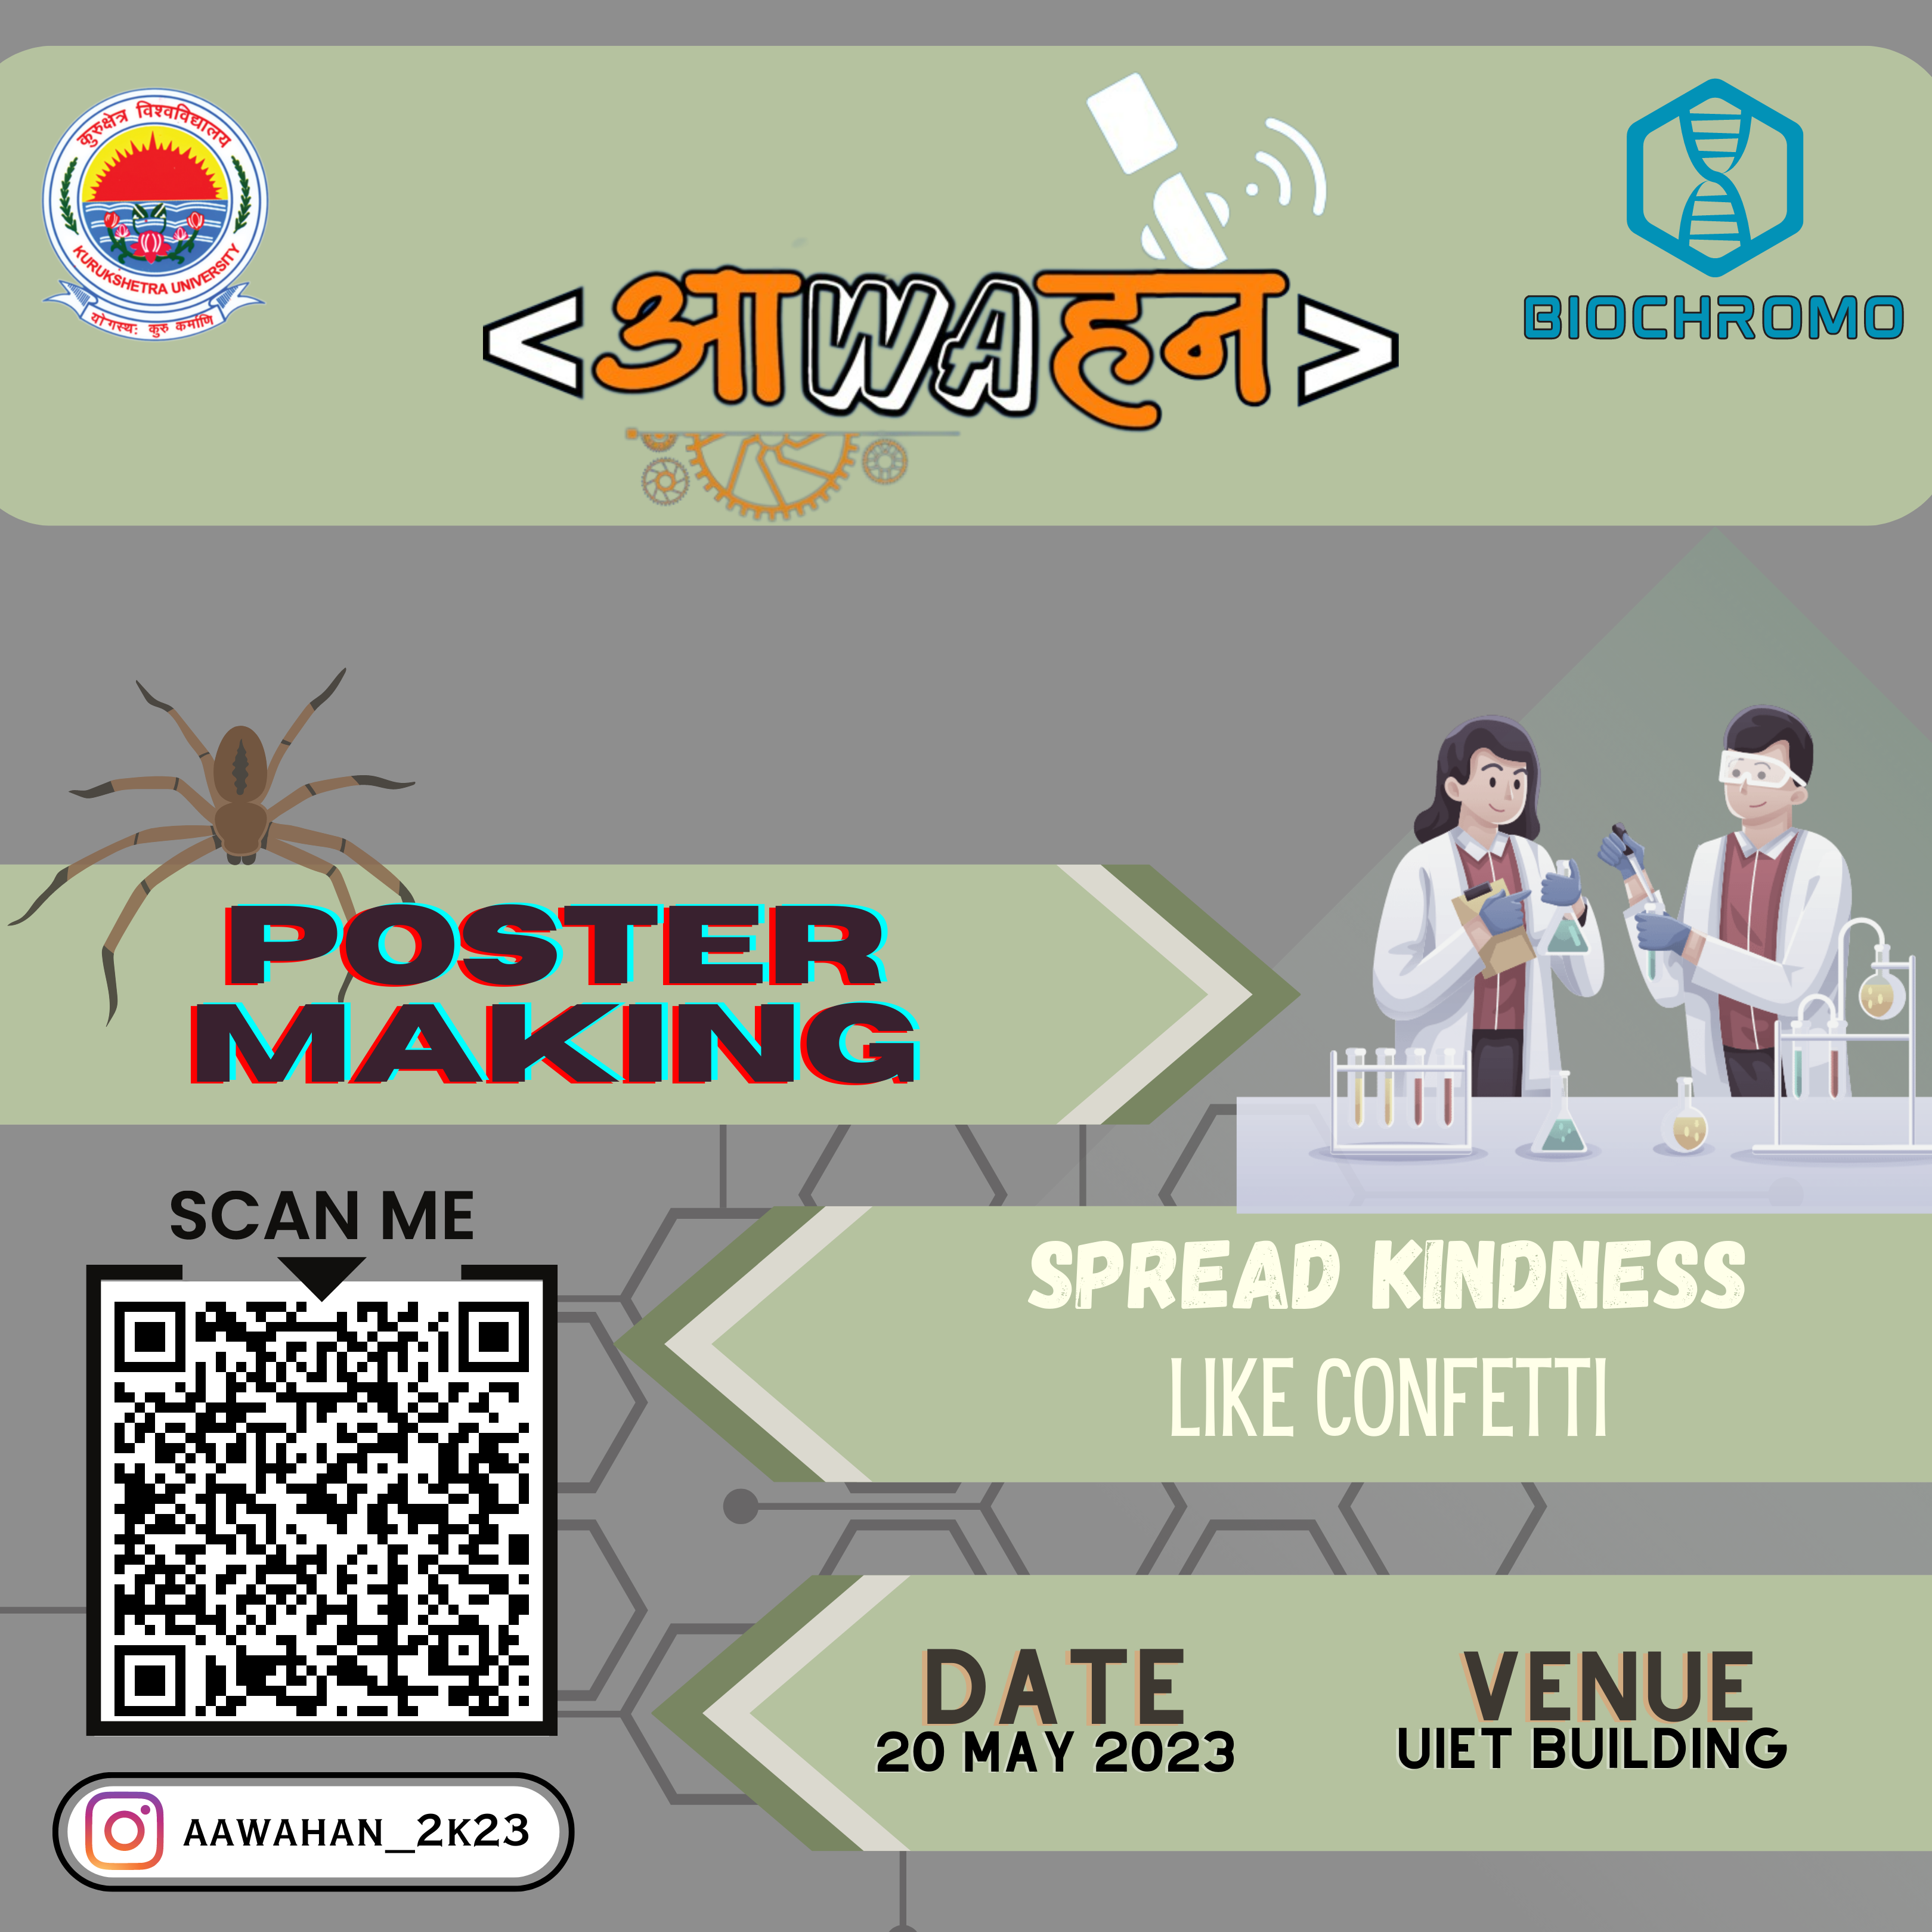 कुरुक्षेत्र विश्वविद्यालय
KURUKSHETRA UNIVERSITY
योगस्थः कुरु कर्माणि
<आWAहन>
BIOCHROMO
POSTER
MAKING
SCAN ME
SPREAD KINDNESS
LIKE CONFETTI
DATE
20 MAY 2023
VENUE
UIET BUILDING
AAWAHAN_2K23